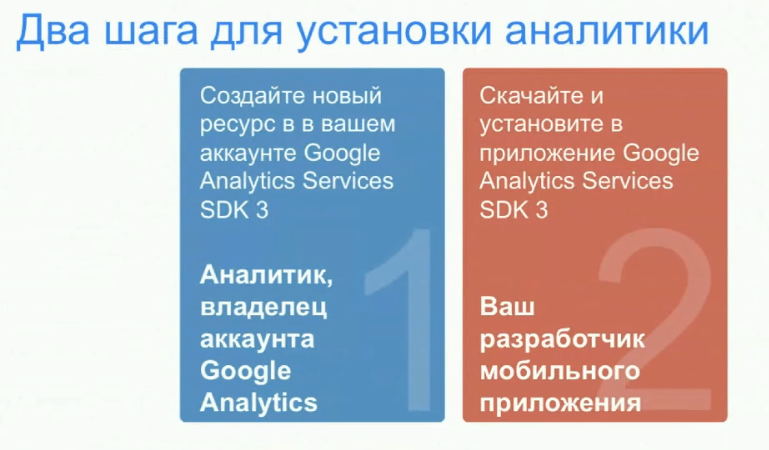 Два шага для установки аналитики
Создайте новый
ресурс в в вашем
аккаунте Google
Analytics Services
SDK 3
Аналитик,
владелец
аккаунта
Google
Analytics
1
Скачайте и
установите в
приложение Google
Analytics Services
SDK 3
Ваш
разработчик
мобильного
приложения
2